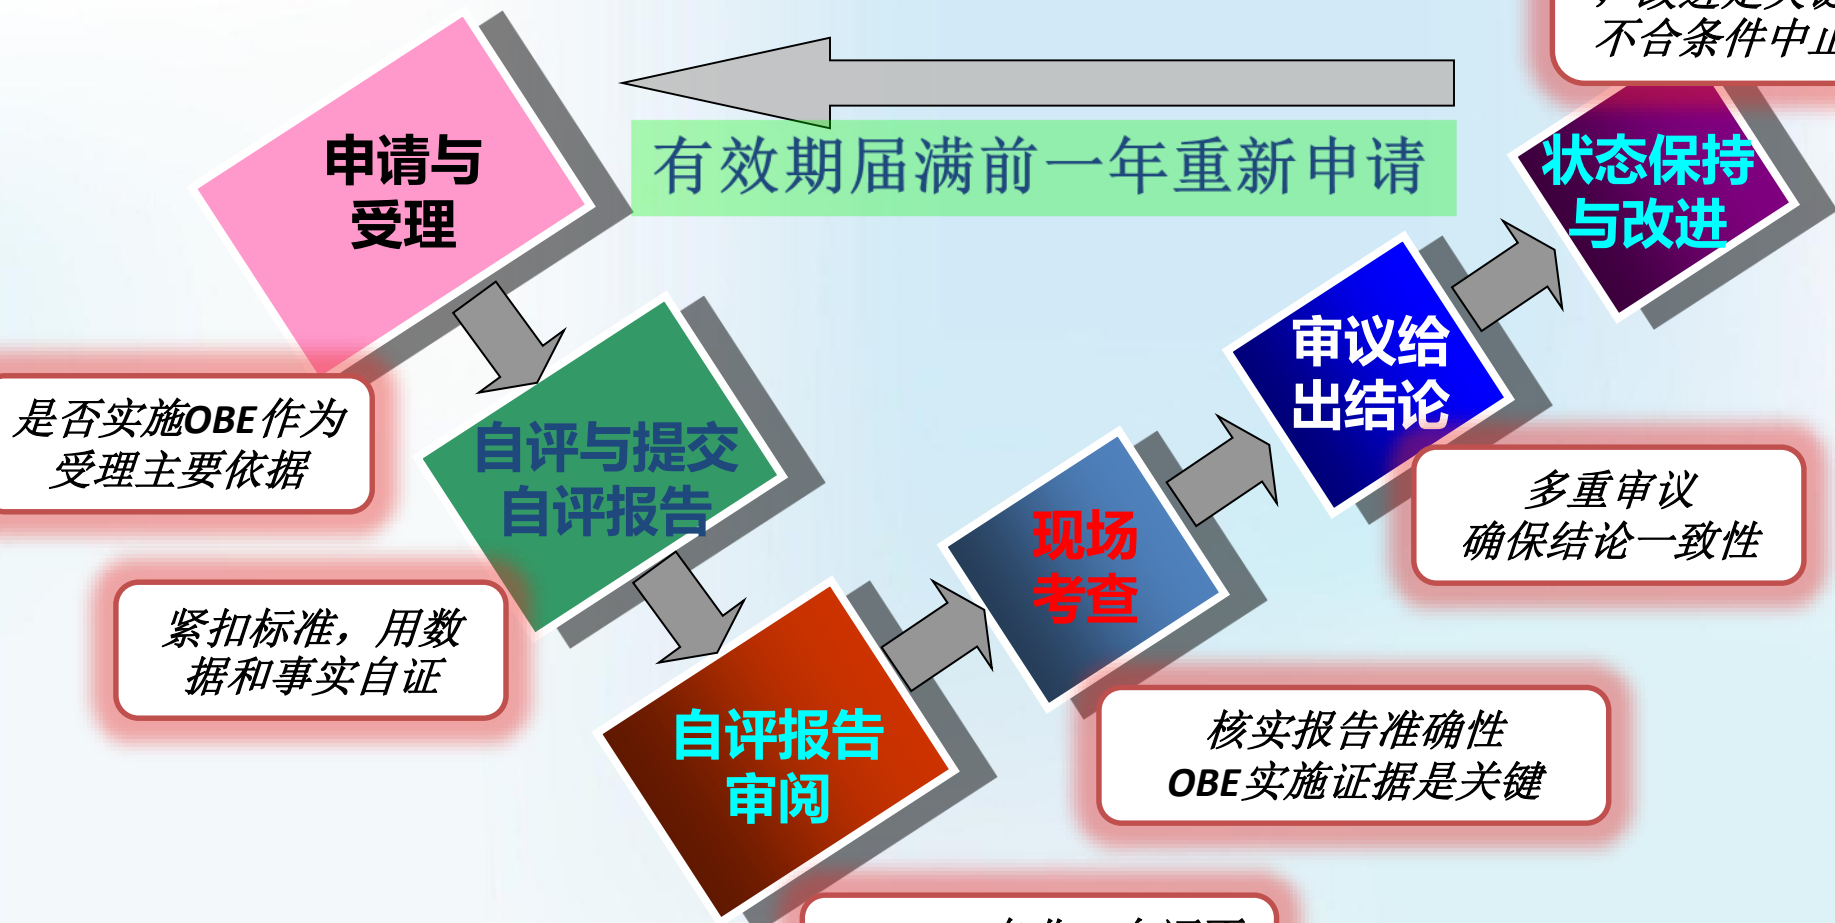 申请与
受理
有效期届满前一年重新申请
不合条件中止
状态保持
与改进
是否实施OBE作为
受理主要依据
自评与提交
自评报告
审议给
出结论
多重审议
确保结论一致性
现场
考查
紧扣标准，用数
据和事实自证
自评报告
审阅
核实报告准确性
OBE实施证据是关键